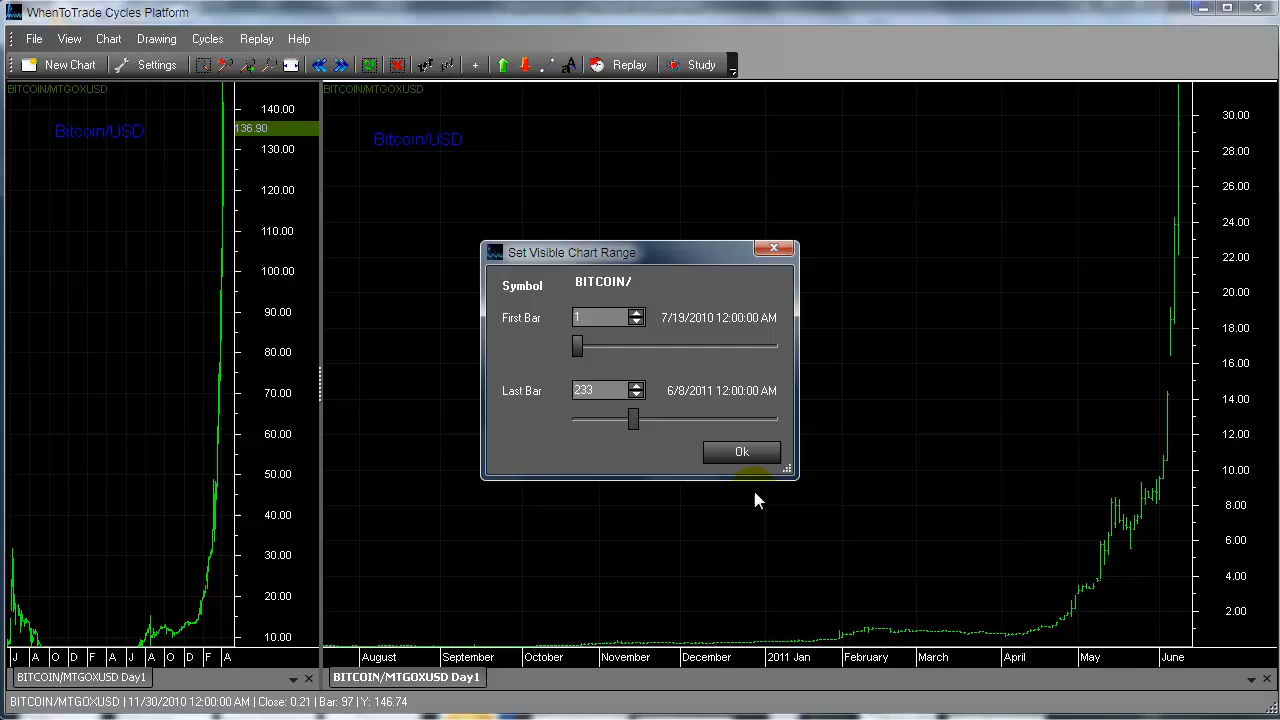 WhenToTrade Cycles Platform
File View Chart Drawing Cycles Replay Help
New Chart Settings + A Replay Study
BITCOIN/MTGOXUSD
Bitcoin/USD
140.00
136.90
130.00
120.00
110.00
100.00
90.00
80.00
70.00
60.00
50.00
40.00
30.00
20.00
10.00
J A O D F A J A O D F A
BITCOIN/MTGOXUSD Day1
BITCOIN/MTGOXUSD
Bitcoin/USD
30.00
28.00
26.00
24.00
22.00
20.00
18.00
16.00
14.00
12.00
10.00
8.00
6.00
4.00
2.00
August September October November December 2011 Jan February March April May June
BITCOIN/MTGOXUSD Day1
Set Visible Chart Range
Symbol BITCOIN/
First Bar 1 7/19/2010 12:00:00 AM
Last Bar 233 6/8/2011 12:00:00 AM
Ok
BITCOIN/MTGOXUSD | 11/30/2010 12:00:00 AM | Close: 0.21 | Bar: 97 | Y: 146.74